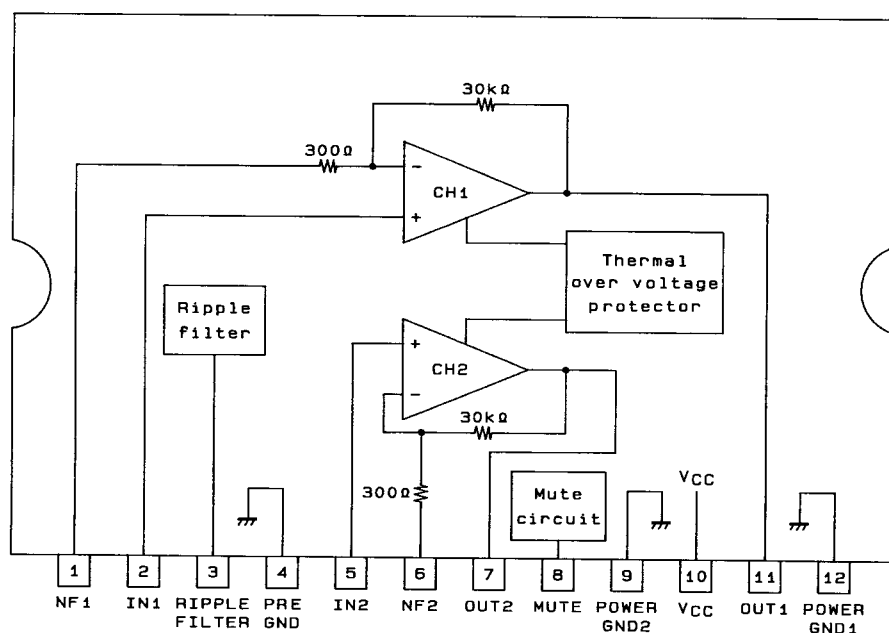 30kΩ
300Ω
−
CH1
+
Thermal
over voltage
protector
Ripple
filter
+
CH2
−
30kΩ
300Ω
Mute
circuit
VCC
1
2
3
4
5
6
7
8
9
10
11
12
NF1
IN1
RIPPLE
FILTER
PRE
GND
IN2
NF2
OUT2
MUTE
POWER
GND2
VCC
OUT1
POWER
GND1